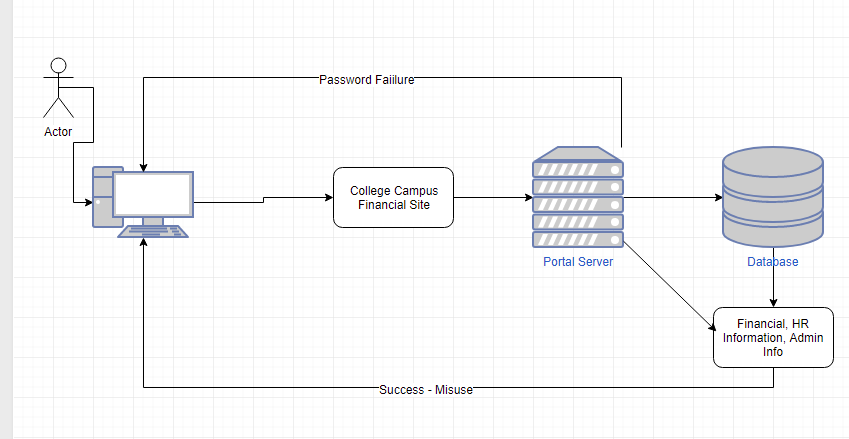 Password Faiilure
Actor
College Campus
Financial Site
Portal Server
Database
Financial, HR
Information, Admin
Info
Success - Misuse